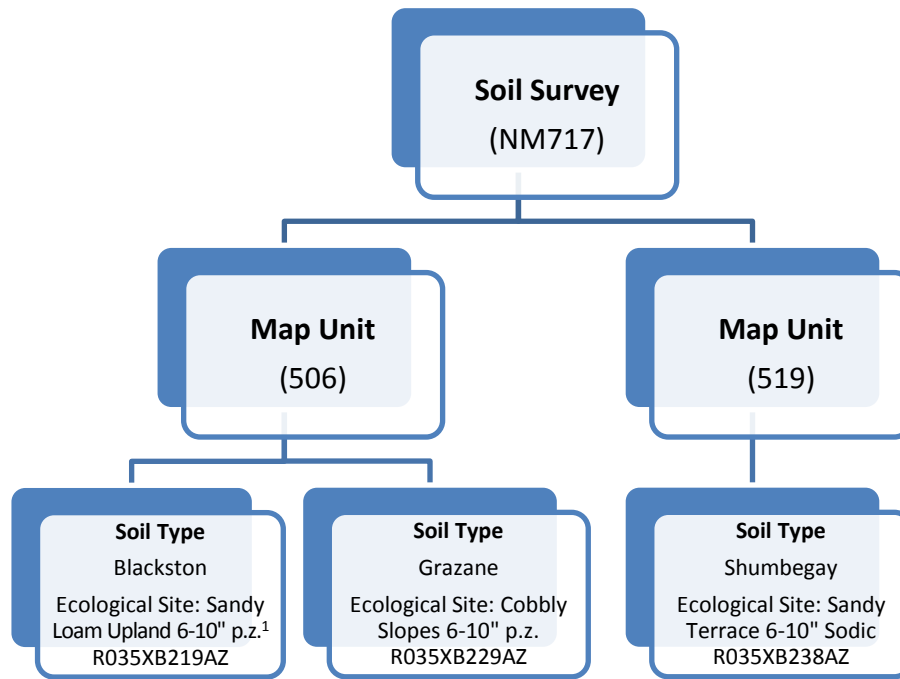 Soil Survey
(NM717)
Map Unit
(506)
Map Unit
(519)
Soil Type
Blackston
Ecological Site: Sandy
Loam Upland 6-10" p.z.¹
R035XB219AZ
Soil Type
Grazane
Ecological Site: Cobbly
Slopes 6-10" p.z.
R035XB229AZ
Soil Type
Shumbegay
Ecological Site: Sandy
Terrace 6-10" Sodic
R035XB238AZ